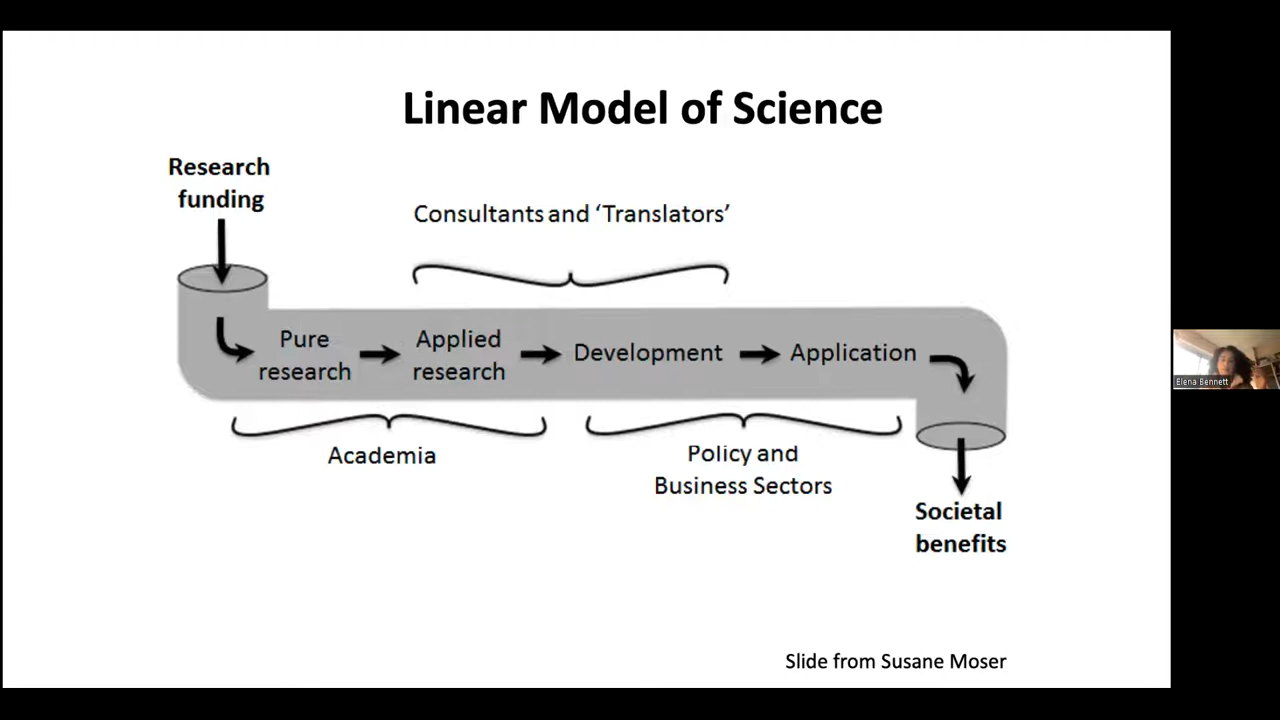 Linear Model of Science
Research
funding
Consultants and ‘Translators’
Pure
research
Applied
research
Development
Application
Academia
Policy and
Business Sectors
Societal
benefits
Slide from Susane Moser
Elena Bennett